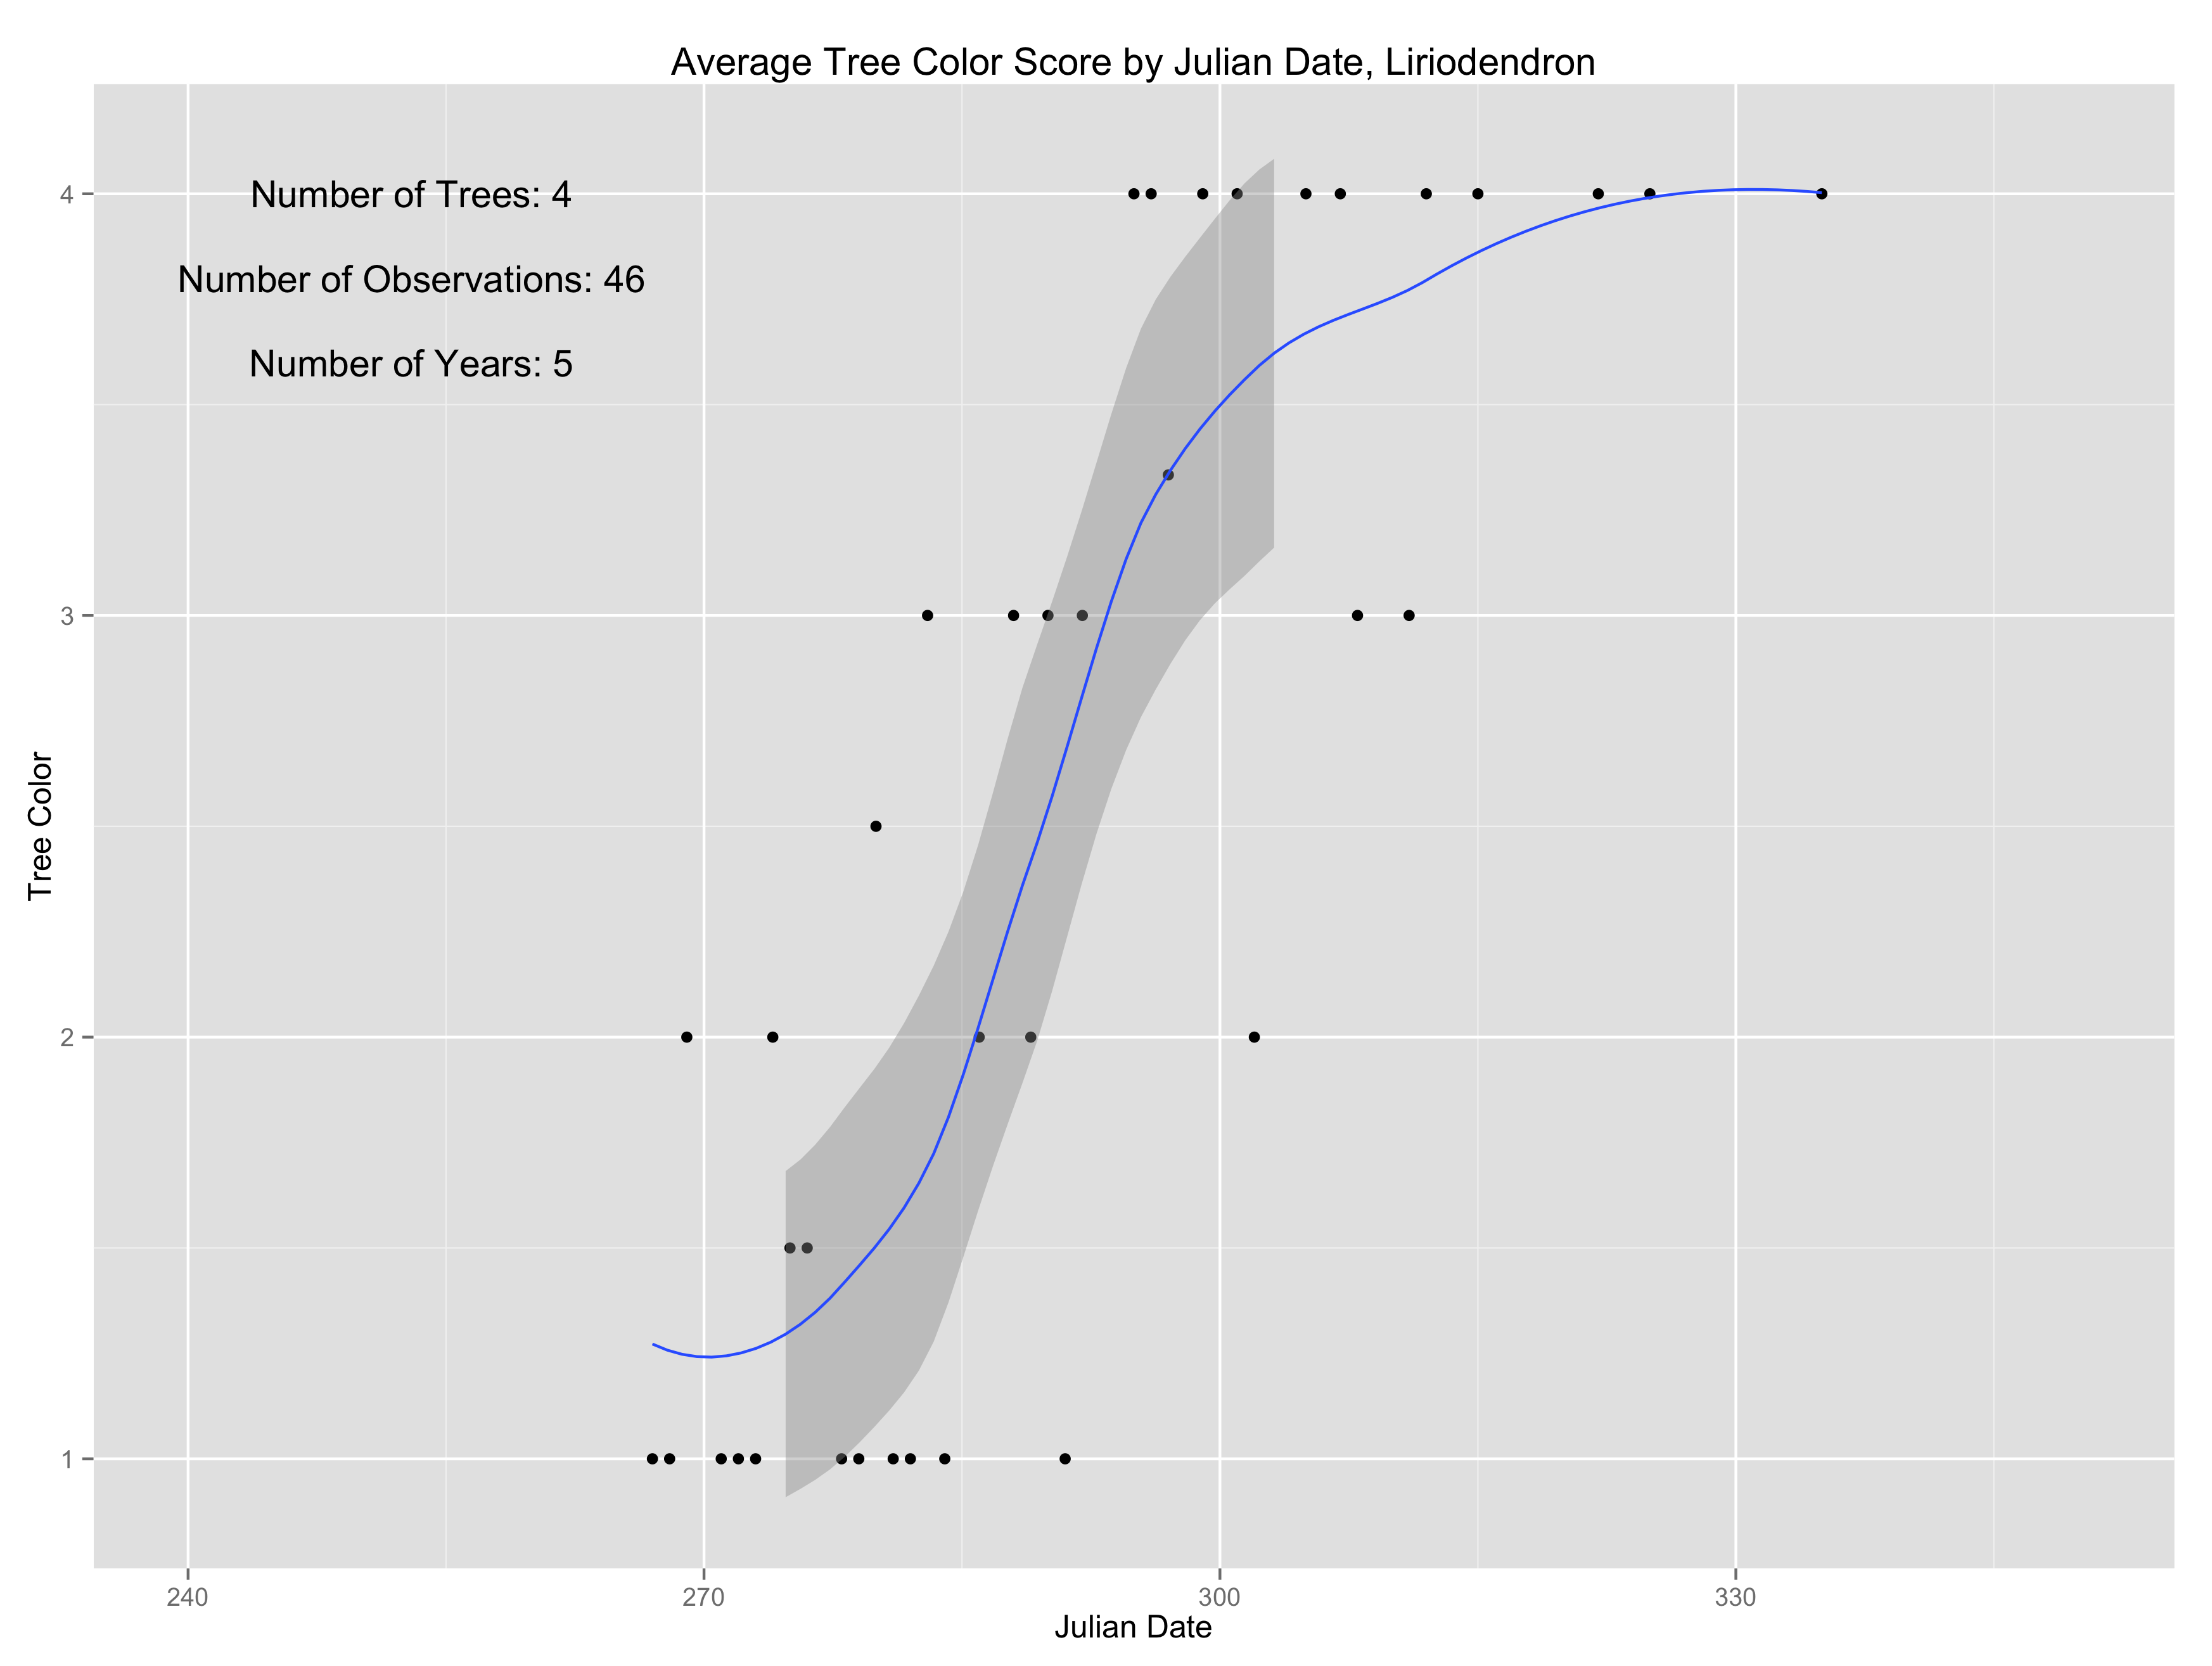 Average Tree Color Score by Julian Date, Liriodendron
Number of Trees: 4
Number of Observations: 46
Number of Years: 5
4
3
2
1
Tree Color
240 270 300 330
Julian Date